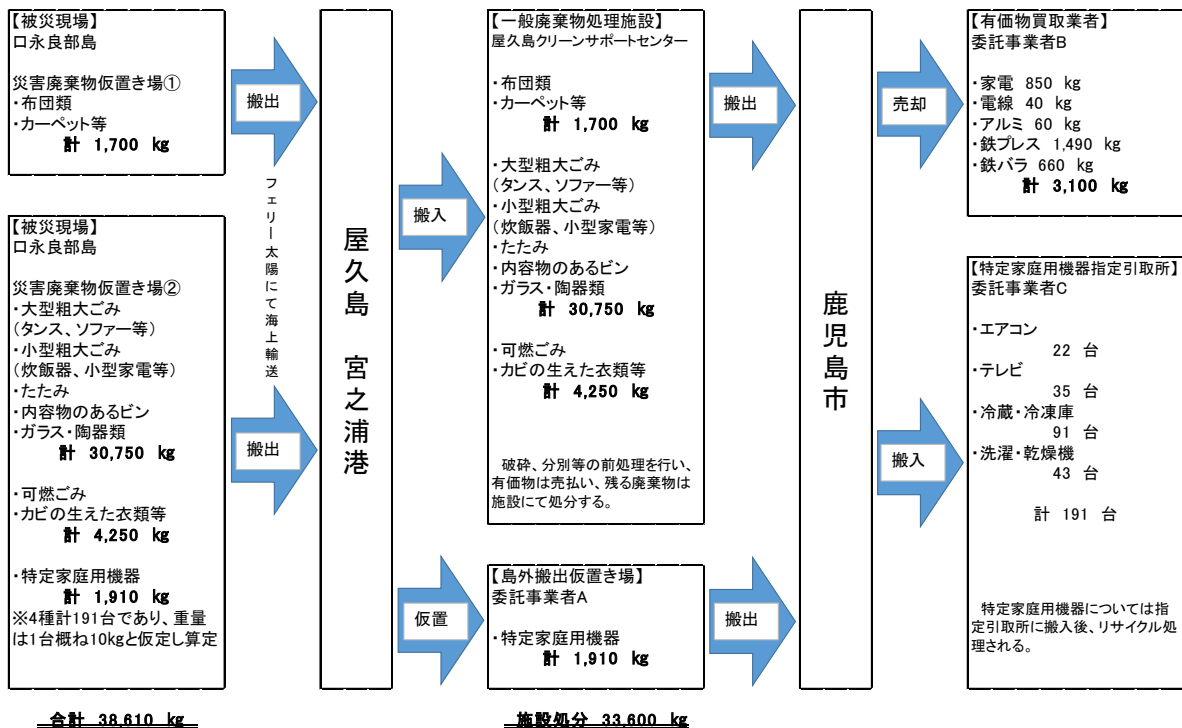 【被災現場】
口永良部島
災害廃棄物仮置き場①
・布団類
・カーペット等
計 1,700 kg
【被災現場】
口永良部島
災害廃棄物仮置き場②
・大型粗大ごみ
(タンス、ソファー等)
・小型粗大ごみ
(炊飯器、小型家電等)
・たたみ
・内容物のあるビン
・ガラス・陶器類
計 30,750 kg
・可燃ごみ
・カビの生えた衣類等
計 4,250 kg
・特定家庭用機器
計 1,910 kg
※4種計191台であり、重量
は1台概ね10kgと仮定し算定
合計 38,610 kg
搬出
フェリー太陽にて海上輸送
搬出
屋久島 宮之浦港
搬入
仮置
【一般廃棄物処理施設】
屋久島クリーンサポートセンター
・布団類
・カーペット等
計 1,700 kg
・大型粗大ごみ
(タンス、ソファー等)
・小型粗大ごみ
(炊飯器、小型家電等)
・たたみ
・内容物のあるビン
・ガラス・陶器類
計 30,750 kg
・可燃ごみ
・カビの生えた衣類等
計 4,250 kg
破砕、分別等の前処理を行い、
有価物は売払い、残る廃棄物は
施設にて処分する。
【島外搬出仮置き場】
委託事業者A
・特定家庭用機器
計 1,910 kg
施設処分 33,600 kg
搬出
搬出
鹿児島市
売却
搬入
【有価物買取業者】
委託事業者B
・家電 850 kg
・電線 40 kg
・アルミ 60 kg
・鉄プレス 1,490 kg
・鉄バラ 660 kg
計 3,100 kg
【特定家庭用機器指定引取所】
委託事業者C
・エアコン
22 台
・テレビ
35 台
・冷蔵・冷凍庫
91 台
・洗濯・乾燥機
43 台
計 191 台
特定家庭用機器については指
定引取所に搬入後、リサイクル処
理される。